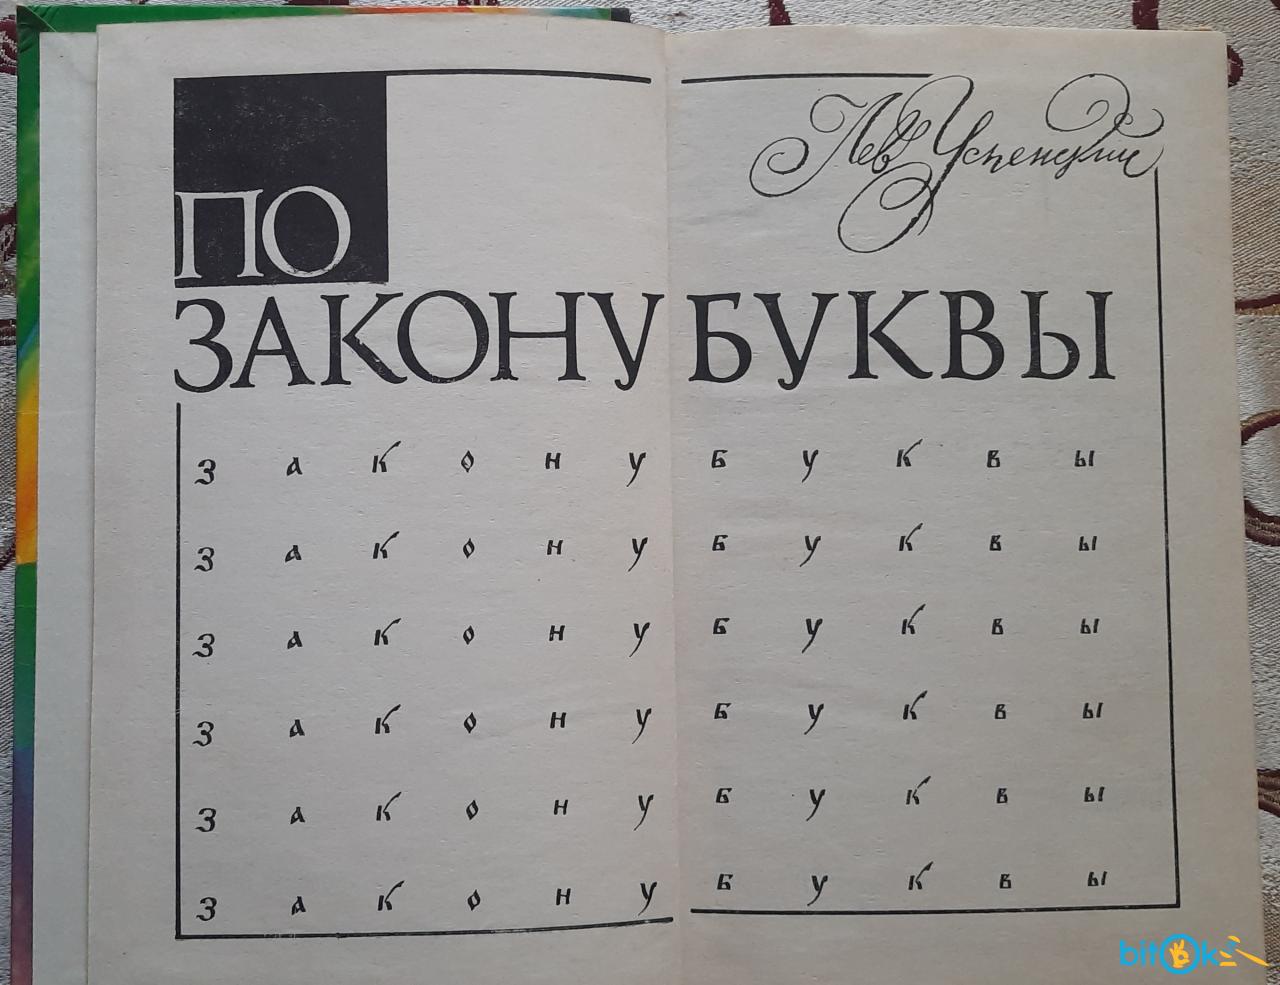 Лев Успенский
ПО
ЗАКОНУ БУКВЫ
з а к о н у б у к в ы
з а к о н у б у к в ы
з а к о н у б у к в ы
з а к о н у б у к в ы
з а к о н у б у к в ы
з а к о н у б у к в ы
bitok